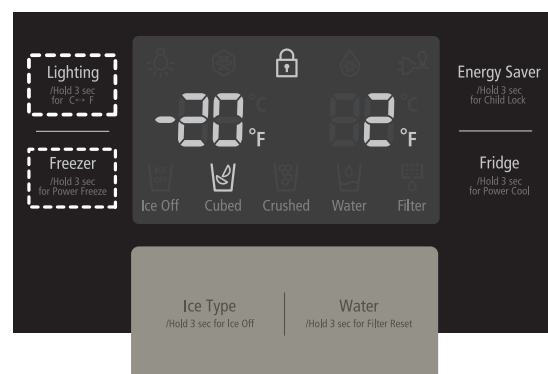 Lighting
/Hold 3 sec
for C↔ F
Energy Saver
/Hold 3 sec
for Child Lock
-20 °F
2 °F
°C
°C
Freezer
/Hold 3 sec
for Power Freeze
Fridge
/Hold 3 sec
for Power Cool
Ice Off
Cubed
Crushed
Water
Filter
Ice Type
/Hold 3 sec for Ice Off
Water
/Hold 3 sec for Filter Reset